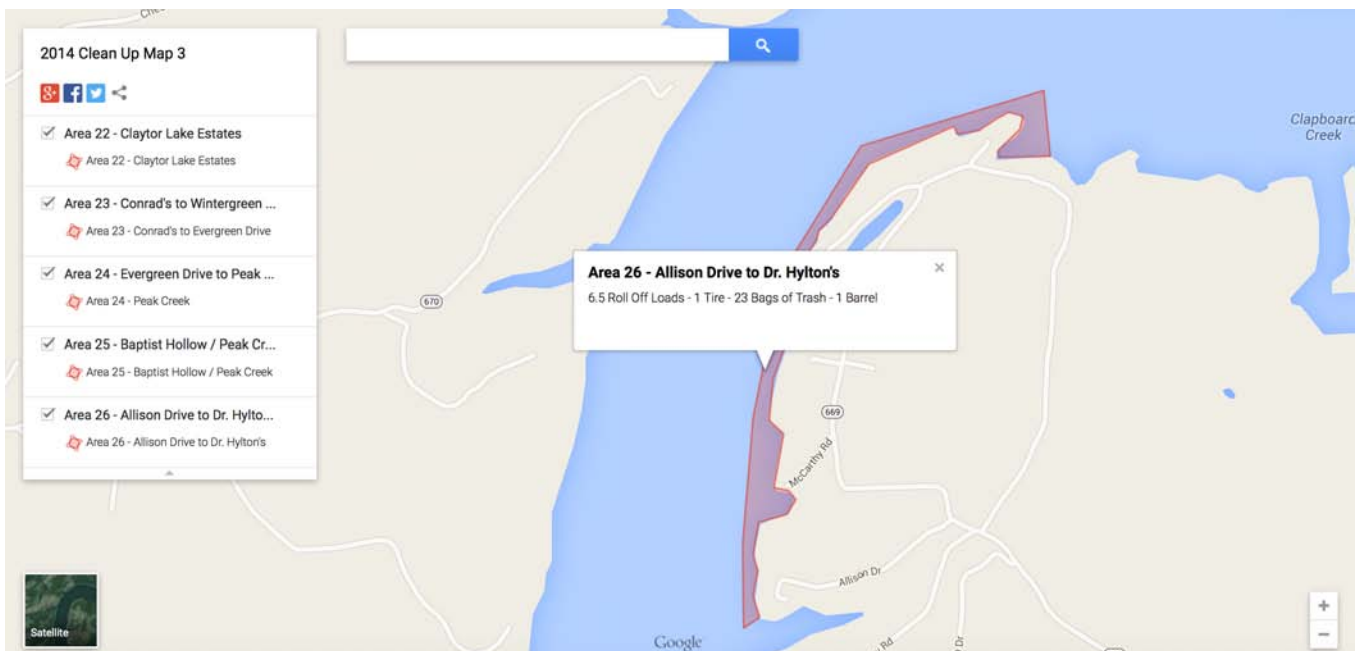 2014 Clean Up Map 3
8+
f
Area 22 - Claytor Lake Estates
Area 22 - Claytor Lake Estates
Area 23 - Conrad's to Wintergreen ...
Area 23 - Conrad's to Evergreen Drive
Area 24 - Evergreen Drive to Peak ...
Area 24 - Peak Creek
Area 25 - Baptist Hollow / Peak Cr...
Area 25 - Baptist Hollow / Peak Creek
Area 26 - Allison Drive to Dr. Hylto...
Area 26 - Allison Drive to Dr. Hylton's
Satellite
Clapboard
Creek
Area 26 - Allison Drive to Dr. Hylton's
6.5 Roll Off Loads - 1 Tire - 23 Bags of Trash - 1 Barrel
670
669
McCarthy Rd
Allison Dr
Google
Rd
Dr
Rd
+
−